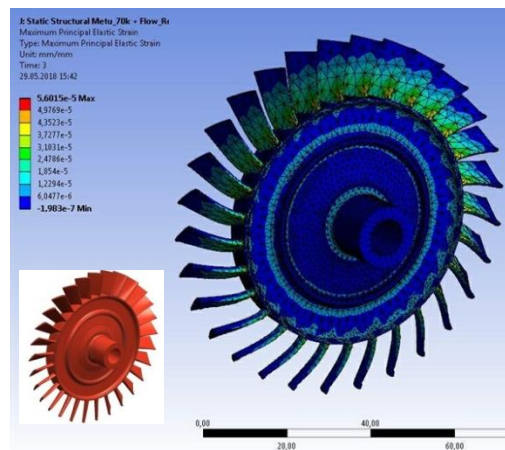 J: Static Structural Metu_70k + Flow_Re
Maximum Principal Elastic Strain
Type: Maximum Principal Elastic Strain
Unit: mm/mm
Time: 3
29.05.2018 15:42
5,6015e-5 Max
4,9769e-5
4,3523e-5
3,7277e-5
3,1031e-5
2,4786e-5
1,854e-5
1,2294e-5
6,0477e-6
-1,983e-7 Min
0,00
40,00
20,00
60,00